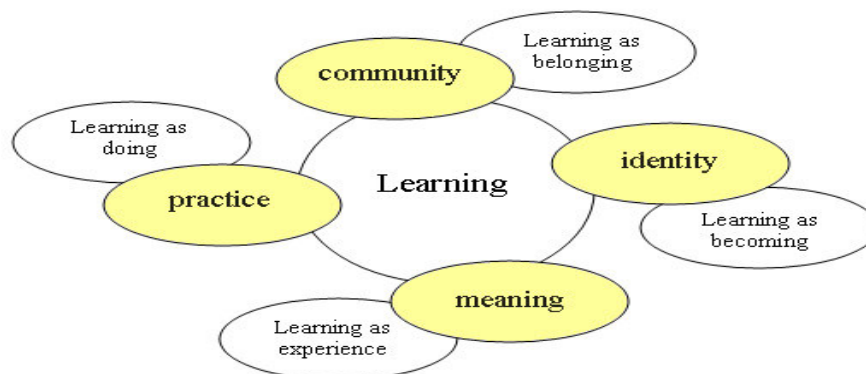 Learning as
belonging
community
Learning as
doing
identity
Learning
practice
Learning as
becoming
meaning
Learning as
experience